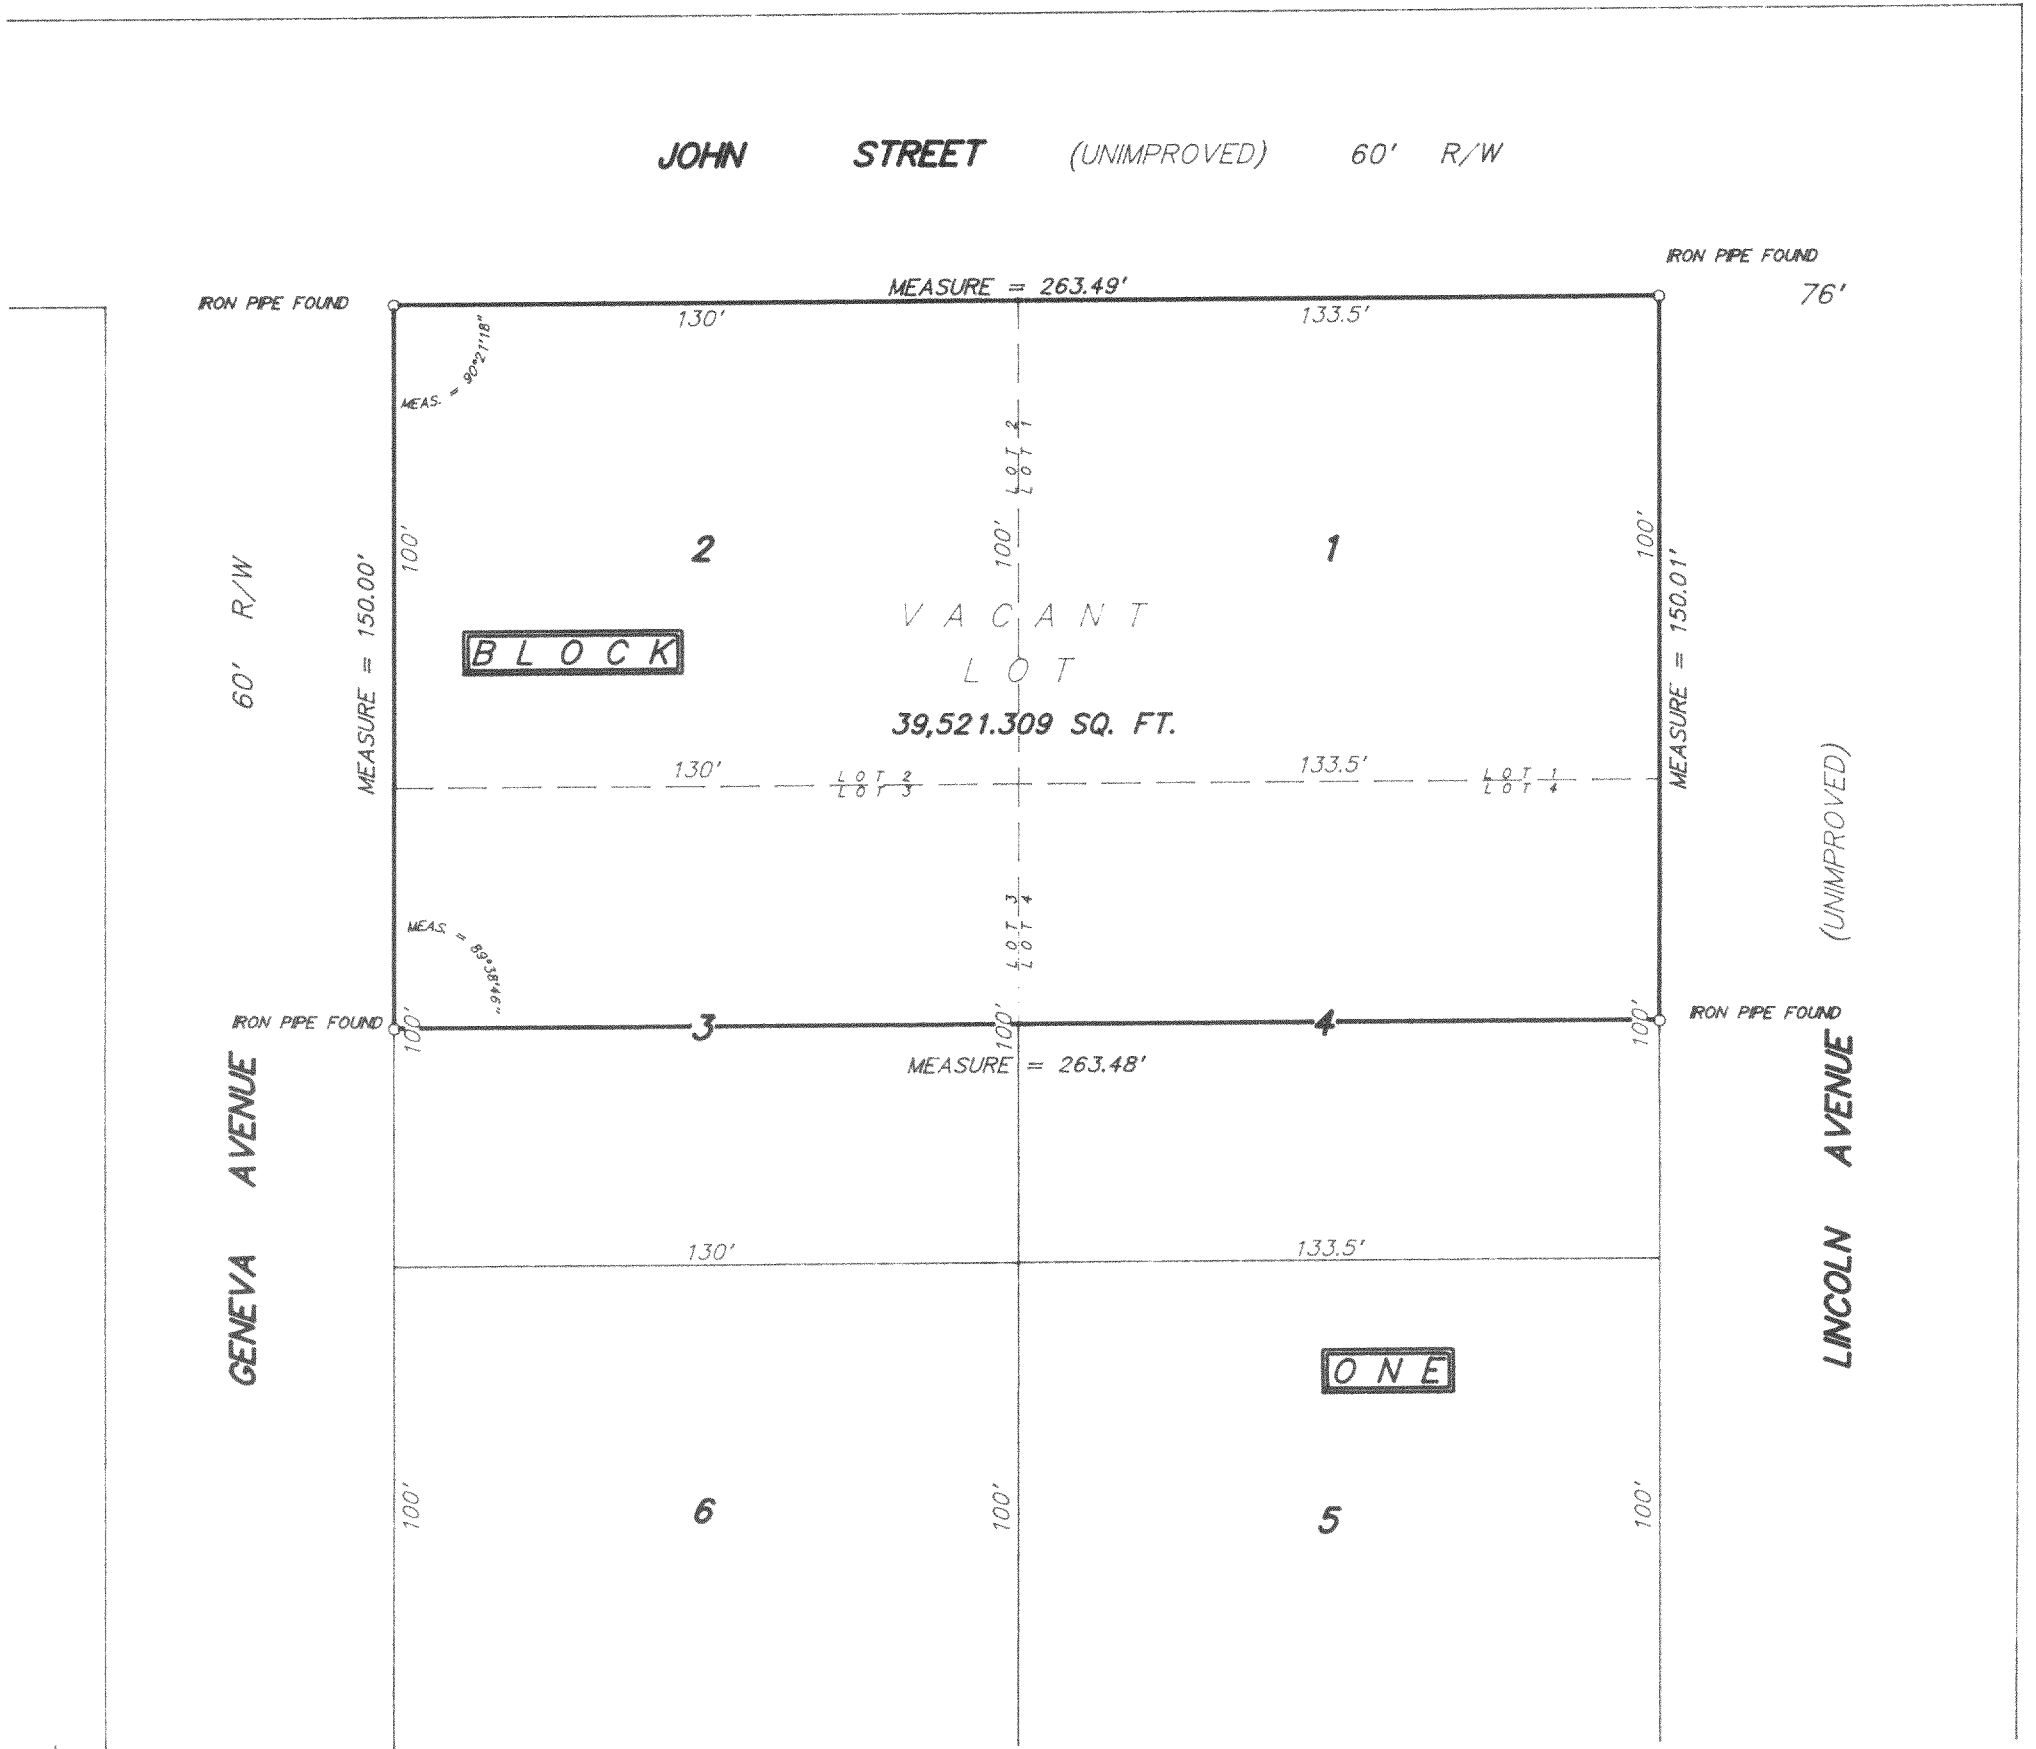 JOHN STREET (UNIMPROVED) 60' R/W
IRON PIPE FOUND
76'
IRON PIPE FOUND
MEASURE = 263.49'
130'
133.5'
MEAS. = 90°21'18"
LOT 2
LOT 1
100'
100'
100'
2
1
60' R/W
MEASURE = 150.00'
MEASURE = 150.01'
BLOCK
VACANT
LOT
39,521.309 SQ. FT.
130'
LOT 2
LOT 3
133.5'
LOT 1
LOT 4
(UNIMPROVED)
MEAS. = 89°38'46"
LOT 3
LOT 4
IRON PIPE FOUND
100'
3
100'
4
100'
IRON PIPE FOUND
MEASURE = 263.48'
GENEVA AVENUE
LINCOLN AVENUE
130'
133.5'
ONE
100'
6
100'
5
100'